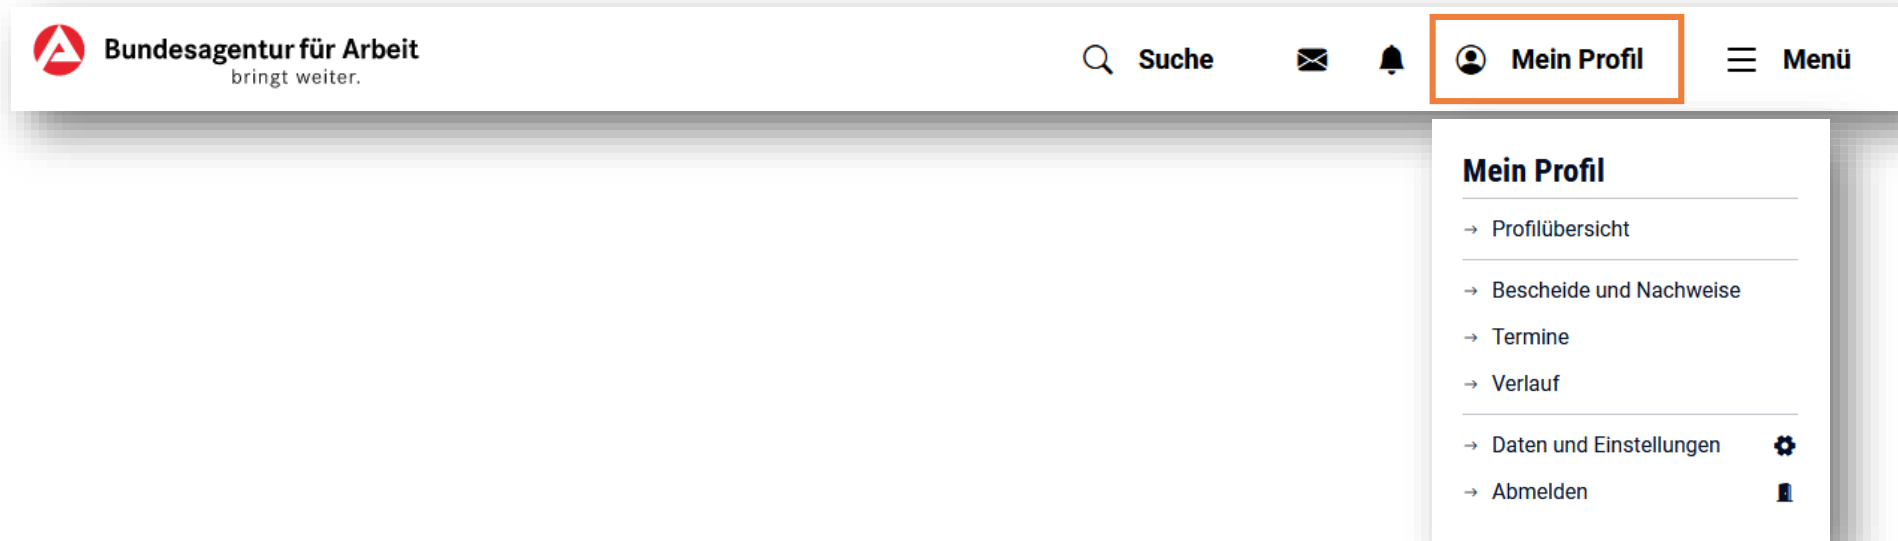 Bundesagentur für Arbeit
bringt weiter.
Suche
Mein Profil
Menü
Mein Profil
→ Profilübersicht
→ Bescheide und Nachweise
→ Termine
→ Verlauf
→ Daten und Einstellungen
→ Abmelden